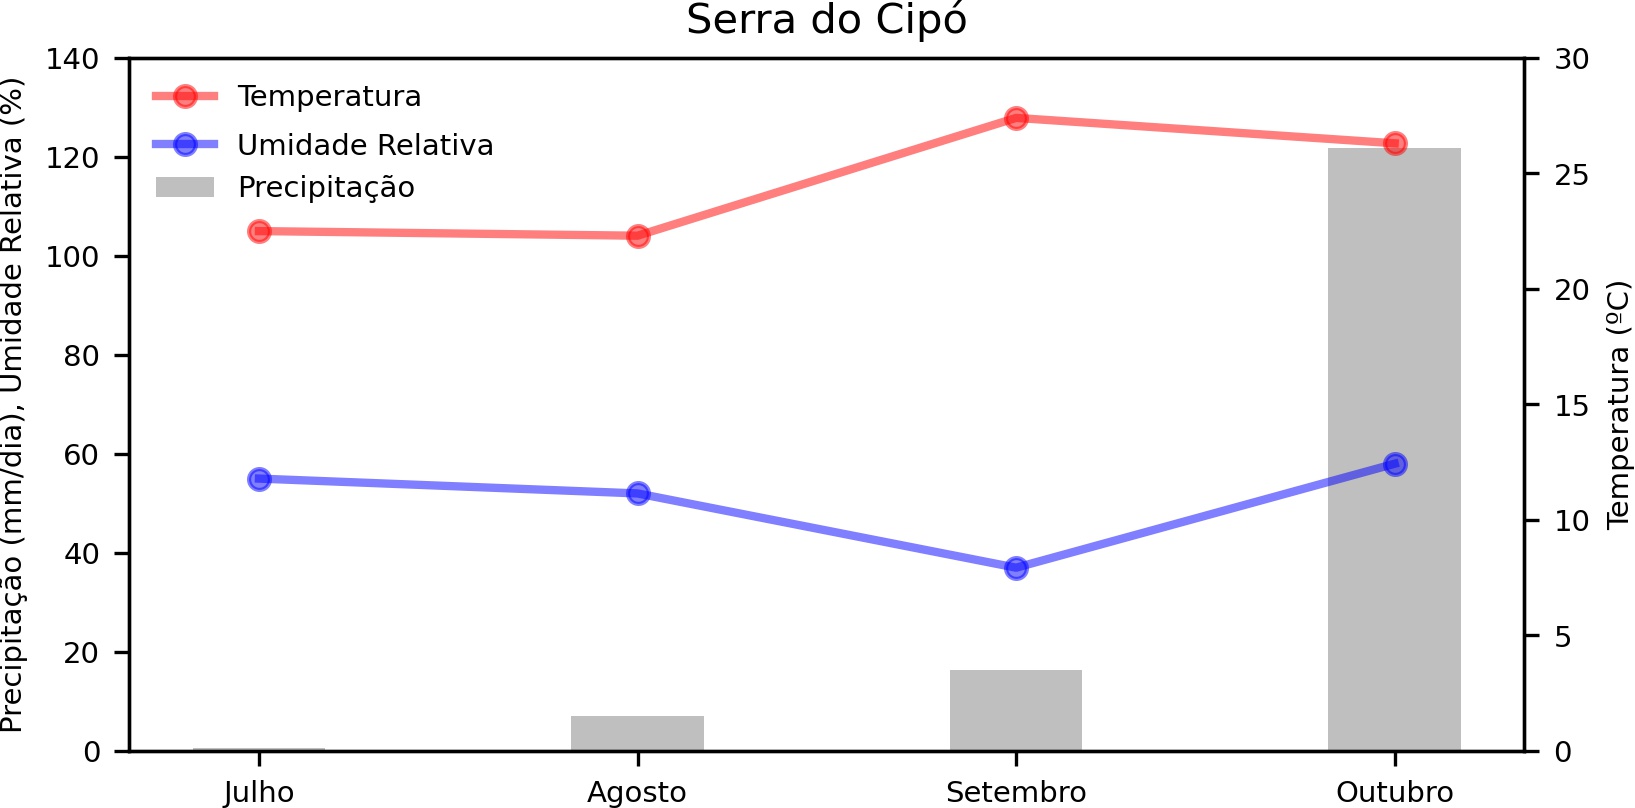 Serra do Cipó
Temperatura
Umidade Relativa
Precipitação
Precipitação (mm/dia), Umidade Relativa (%)
140
120
100
80
60
40
20
0
30
25
20
15
10
5
0
Temperatura (ºC)
Julho Agosto Setembro Outubro